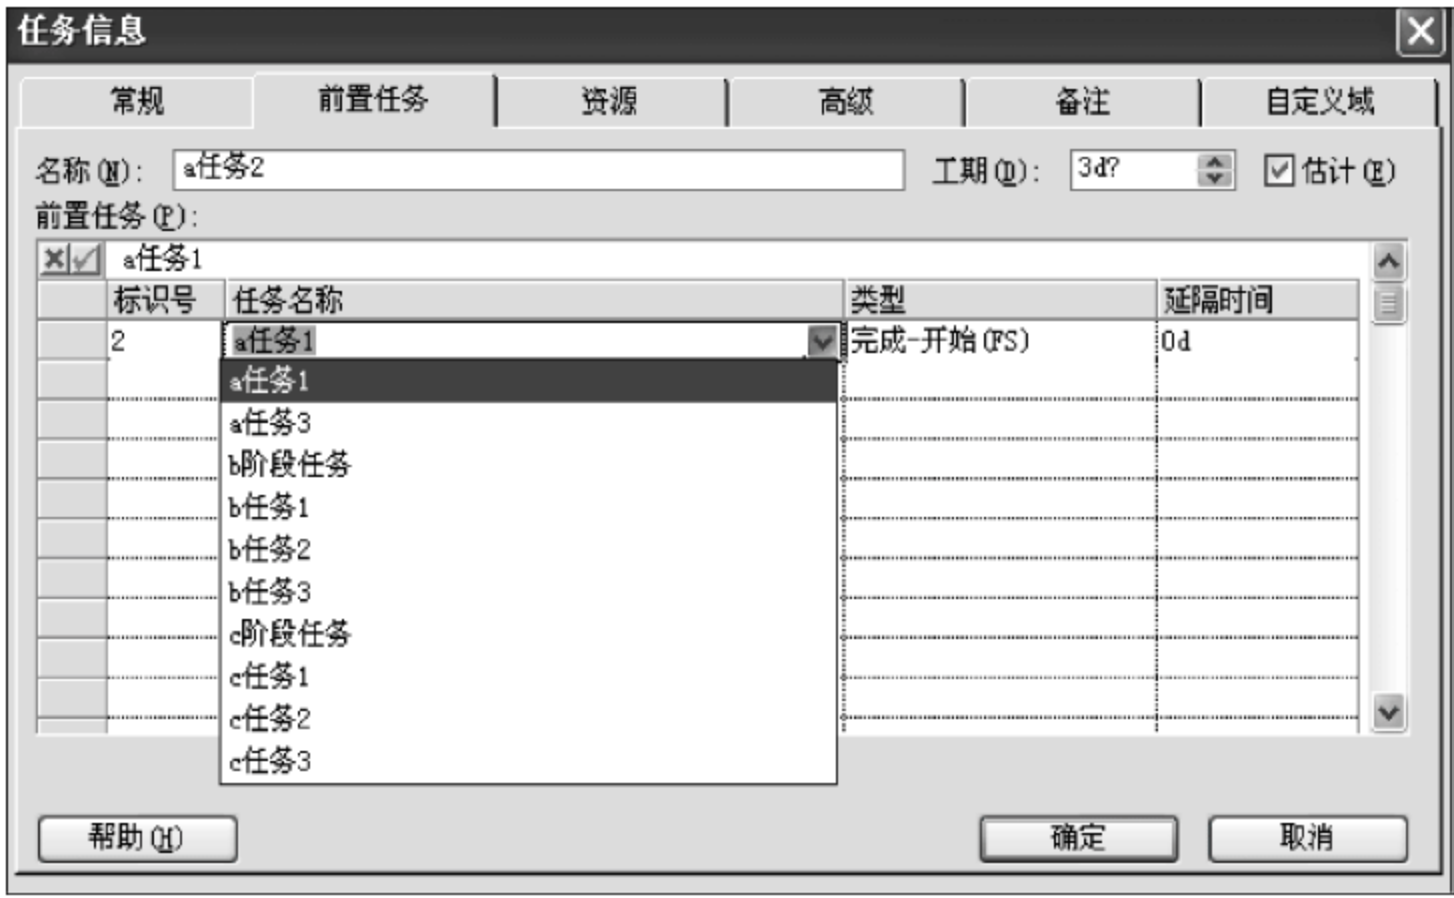 任务信息
常规 前置任务 资源 高级 备注 自定义域
名称(N): a任务2 工期(D): 3d? 估计(E)
前置任务(P):
a任务1
标识号 任务名称 类型 延隔时间
2 a任务1 完成-开始(FS) 0d
a任务1
a任务3
b阶段任务
b任务1
b任务2
b任务3
c阶段任务
c任务1
c任务2
c任务3
帮助(H) 确定 取消